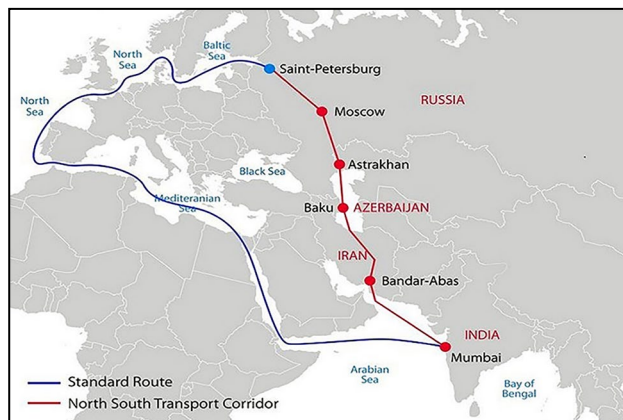 North
Sea
Baltic
Sea
Saint-Petersburg
Moscow
RUSSIA
North
Sea
Astrakhan
Black Sea
Mediteranian
Sea
Baku
AZERBAIJAN
IRAN
Bandar-Abas
INDIA
Mumbai
Arabian
Sea
Bay of
Bengal
Standard Route
North South Transport Corridor